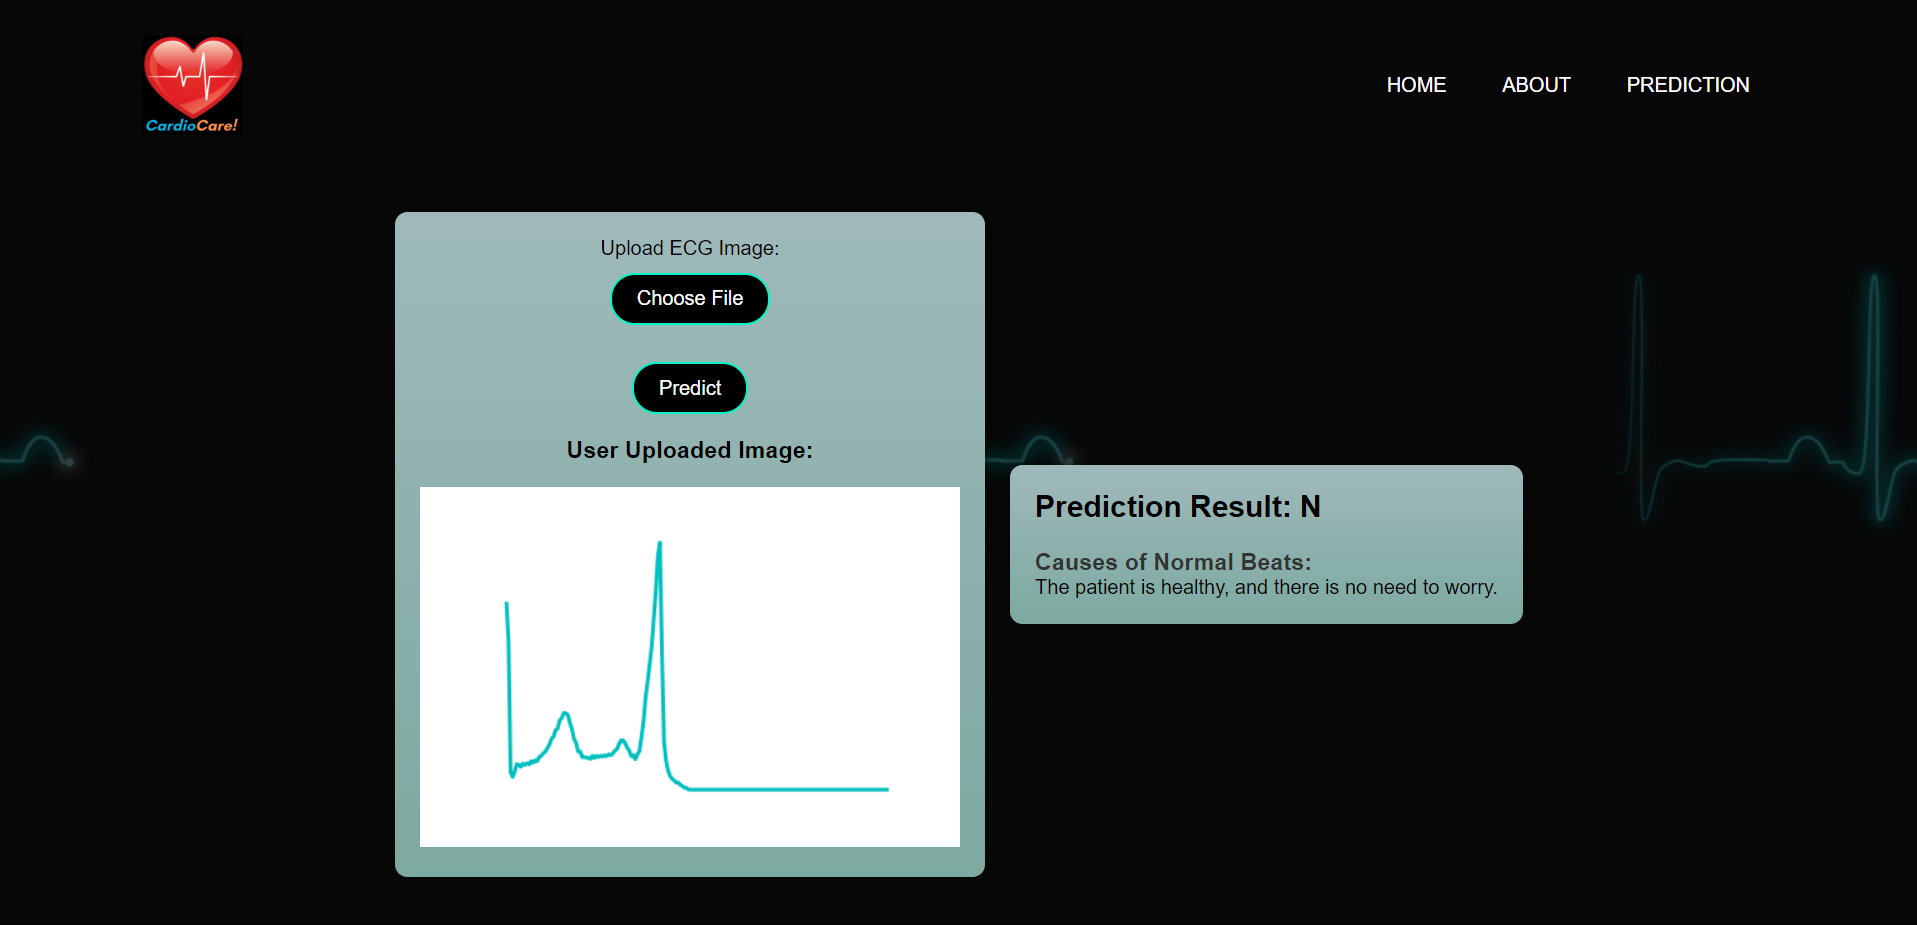 CardioCare!
HOME ABOUT PREDICTION
Upload ECG Image:
Choose File
Predict
User Uploaded Image:
Prediction Result: N
Causes of Normal Beats:
The patient is healthy, and there is no need to worry.